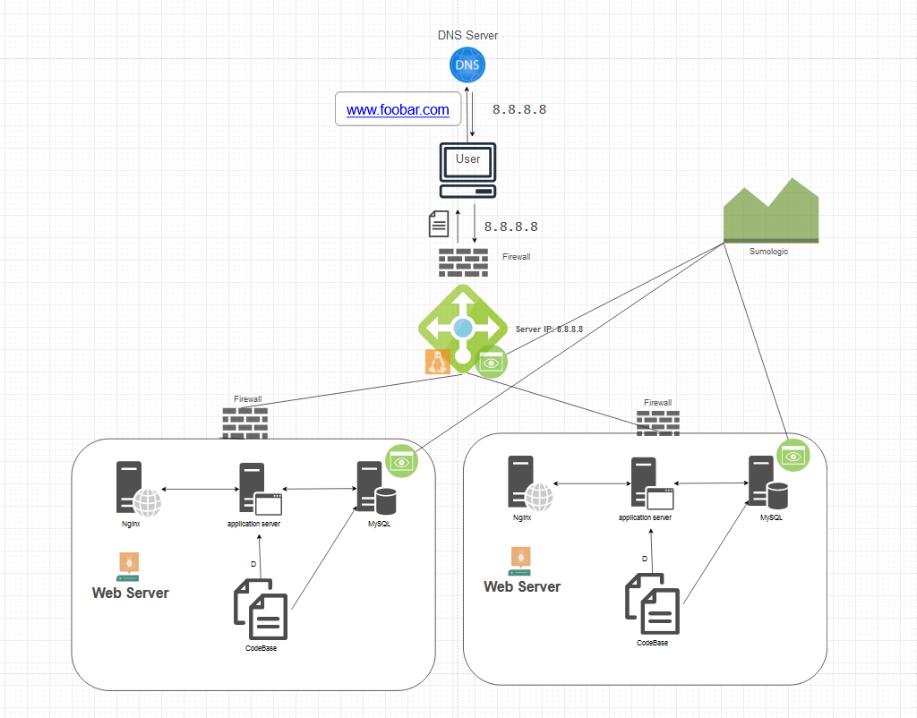 DNS Server
DNS
www.foobar.com
8.8.8.8
User
8.8.8.8
Firewall
Sumologic
Server IP: 8.8.8.8
Firewall
Firewall
Nginx
application server
MySQL
D
Web Server
CodeBase
Nginx
application server
MySQL
D
Web Server
CodeBase